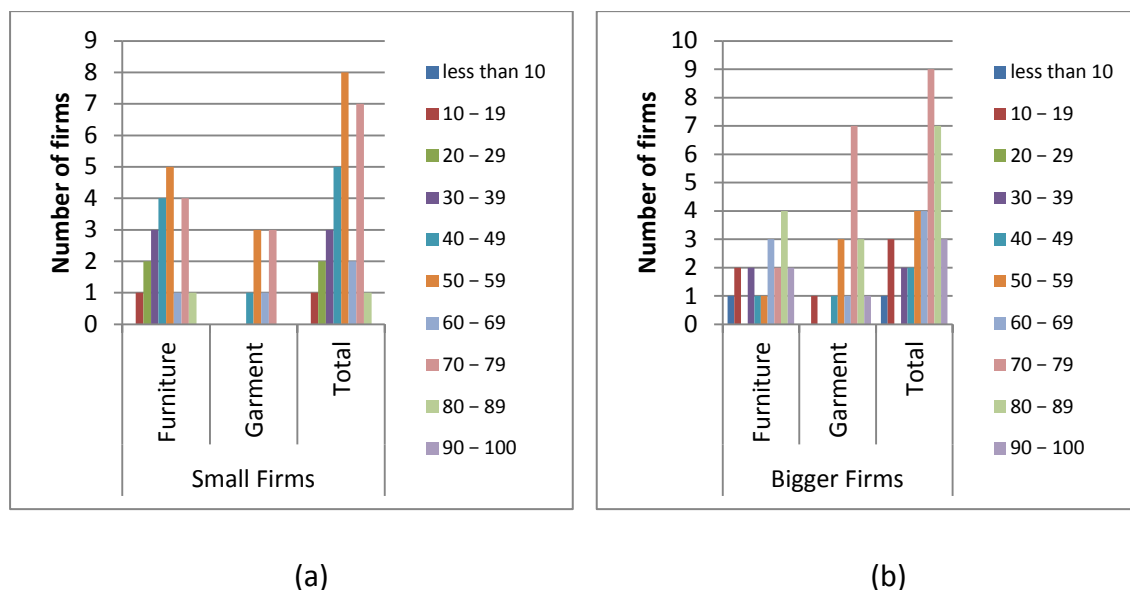 9
8
7
6
5
4
3
2
1
0
Number of firms
Furniture
Garment
Total
Small Firms
less than 10
10 – 19
20 – 29
30 – 39
40 – 49
50 – 59
60 – 69
70 – 79
80 – 89
90 – 100
(a)
10
9
8
7
6
5
4
3
2
1
0
Number of firms
Furniture
Garment
Total
Bigger Firms
less than 10
10 – 19
20 – 29
30 – 39
40 – 49
50 – 59
60 – 69
70 – 79
80 – 89
90 – 100
(b)